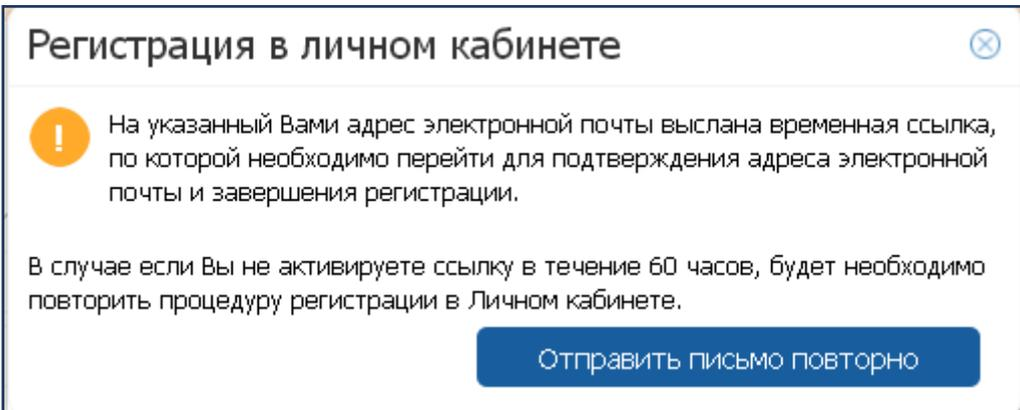 Регистрация в личном кабинете
!
На указанный Вами адрес электронной почты выслана временная ссылка,
по которой необходимо перейти для подтверждения адреса электронной
почты и завершения регистрации.
В случае если Вы не активируете ссылку в течение 60 часов, будет необходимо
повторить процедуру регистрации в Личном кабинете.
Отправить письмо повторно